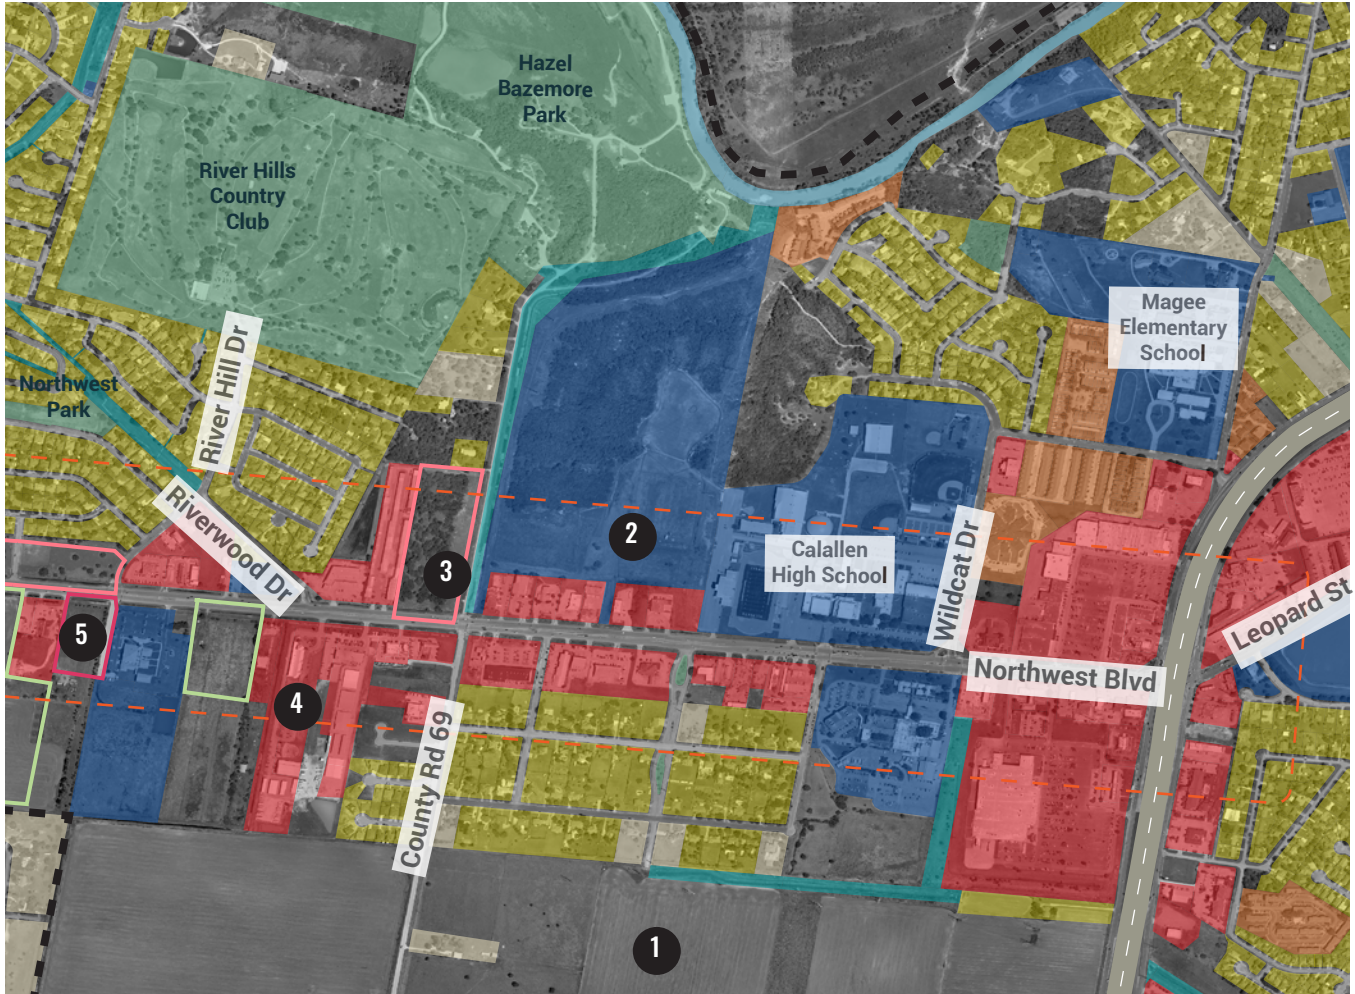 Hazel
Bazemore
Park
River Hills
Country
Club
Magee
Elementary
School
Northwest
Park
River Hill Dr
Riverwood Dr
2
Calallen
High School
Wildcat Dr
3
Leopard St
5
Northwest Blvd
4
County Rd 69
1